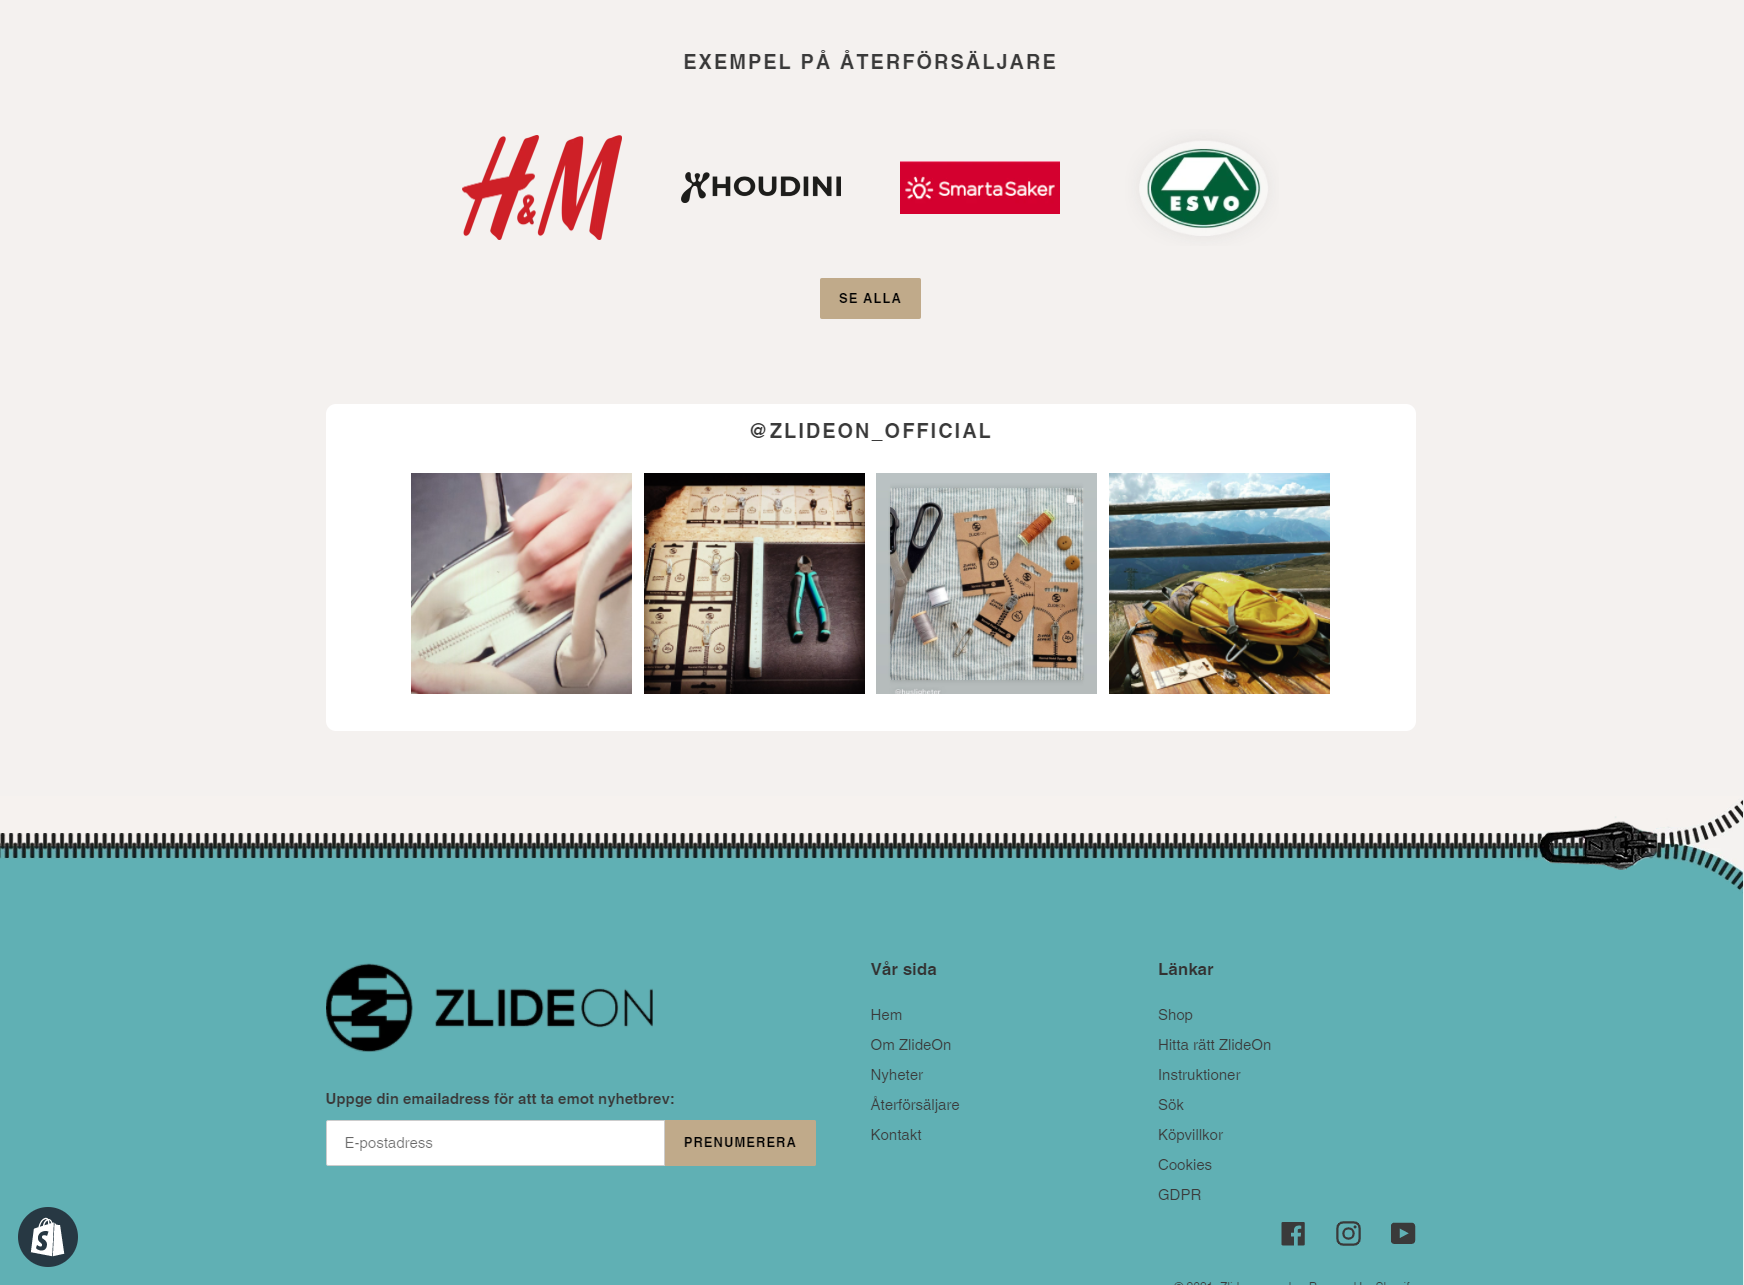 EXEMPEL PÅ ÅTERFÖRSÄLJARE
H&M
HOUDINI
SmartaSaker
ESVO
SE ALLA
@ZLIDEON_OFFICIAL
ZLIDEON
ZLIDEON
ZLIDEON
Vår sida
Hem
Om ZlideOn
Nyheter
Återförsäljare
Kontakt
Länkar
Shop
Hitta rätt ZlideOn
Instruktioner
Sök
Köpvillkor
Cookies
GDPR
Uppge din emailadress för att ta emot nyhetbrev:
E-postadress
PRENUMERERA